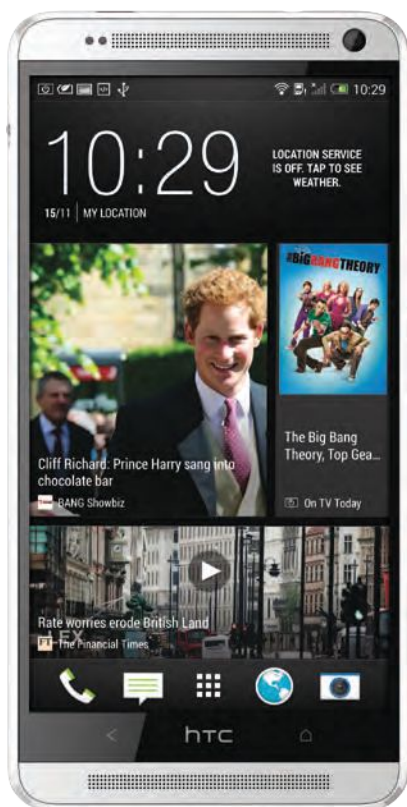 10:29
10:29
LOCATION SERVICE
IS OFF. TAP TO SEE
WEATHER.
15/11 MY LOCATION
THE BIG BANG THEORY
Cliff Richard: Prince Harry sang into
chocolate bar
BANG Showbiz
The Big Bang
Theory, Top Gea...
On TV Today
Rate worries erode British Land
LEX
FT The Financial Times
hTC